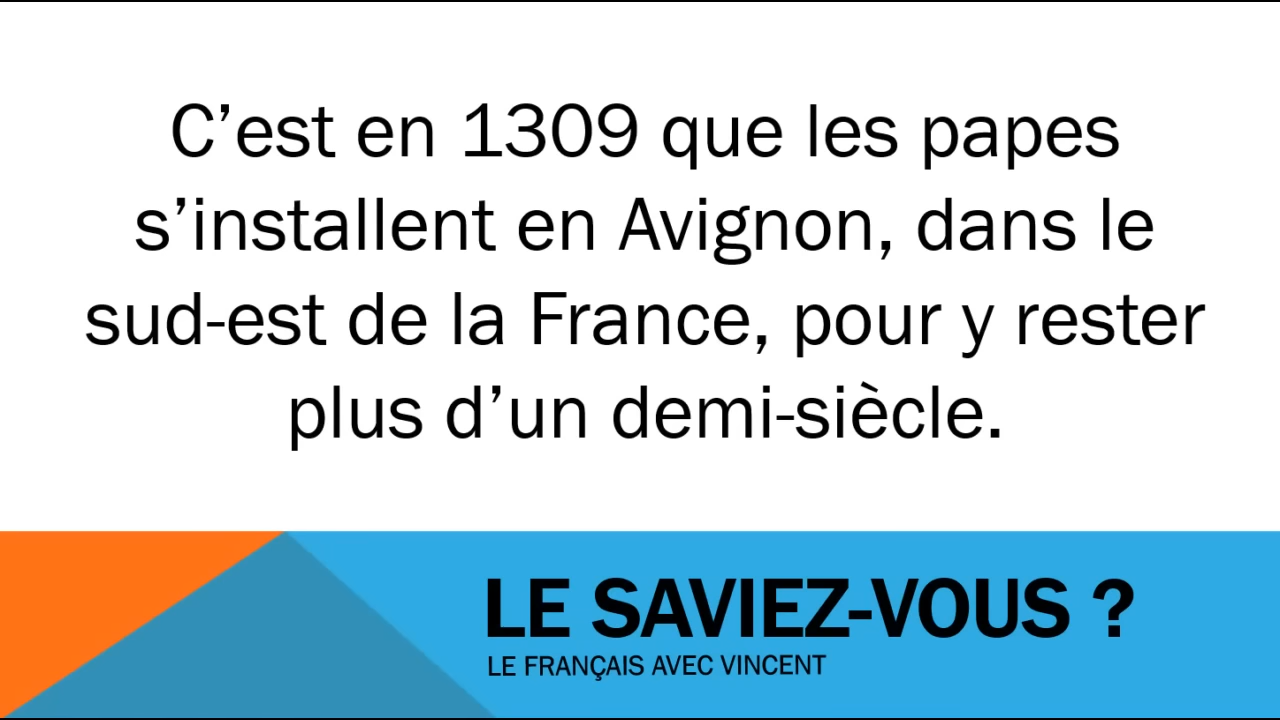 C’est en 1309 que les papes
s’installent en Avignon, dans le
sud-est de la France, pour y rester
plus d’un demi-siècle.
LE SAVIEZ-VOUS ?
LE FRANÇAIS AVEC VINCENT